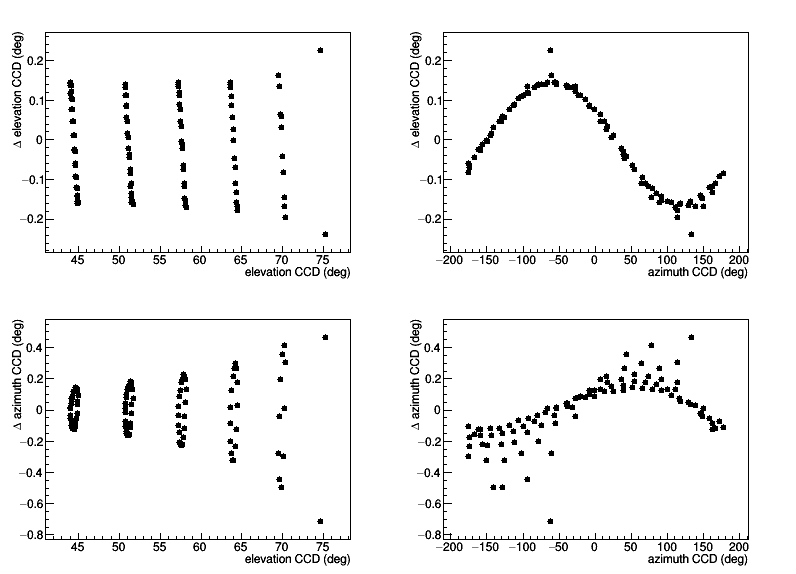 Δ elevation CCD (deg)
0.2
0.1
0
−0.1
−0.2
45 50 55 60 65 70 75
elevation CCD (deg)
Δ elevation CCD (deg)
0.2
0.1
0
−0.1
−0.2
−200 −150 −100 −50 0 50 100 150 200
azimuth CCD (deg)
Δ azimuth CCD (deg)
0.4
0.2
0
−0.2
−0.4
−0.6
−0.8
45 50 55 60 65 70 75
elevation CCD (deg)
Δ azimuth CCD (deg)
0.4
0.2
0
−0.2
−0.4
−0.6
−0.8
−200 −150 −100 −50 0 50 100 150 200
azimuth CCD (deg)